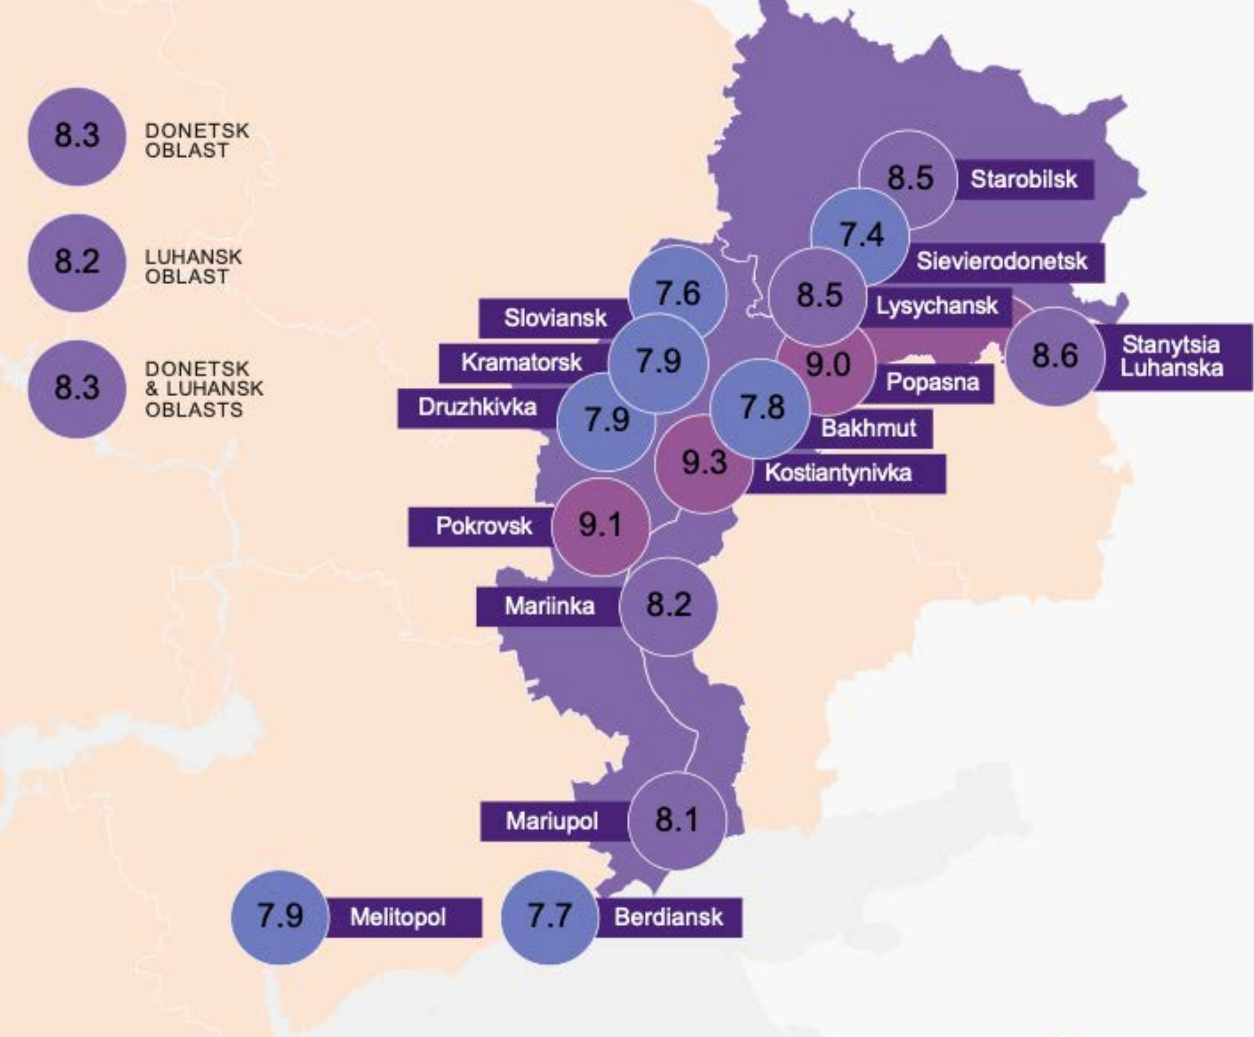 8.3
DONETSK
OBLAST
8.2
LUHANSK
OBLAST
8.3
DONETSK
& LUHANSK
OBLASTS
8.5
Starobilsk
7.4
Sievierodonetsk
7.6
Sloviansk
8.5
Lysychansk
8.6
Stanytsia
Luhanska
7.9
Kramatorsk
9.0
Popasna
7.9
Druzhkivka
7.8
Bakhmut
9.3
Kostiantynivka
9.1
Pokrovsk
8.2
Mariinka
8.1
Mariupol
7.9
Melitopol
7.7
Berdiansk